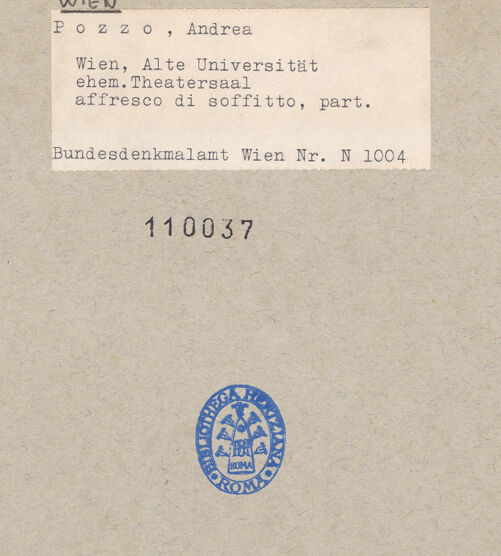 WIEN
P o z z o , Andrea
Wien, Alte Universität
ehem.Theatersaal
affresco di soffitto, part.
Bundesdenkmalamt Wien Nr. N 1004
110037
BIBLIOTHECA HERTZIANA
ROMA
ROMA